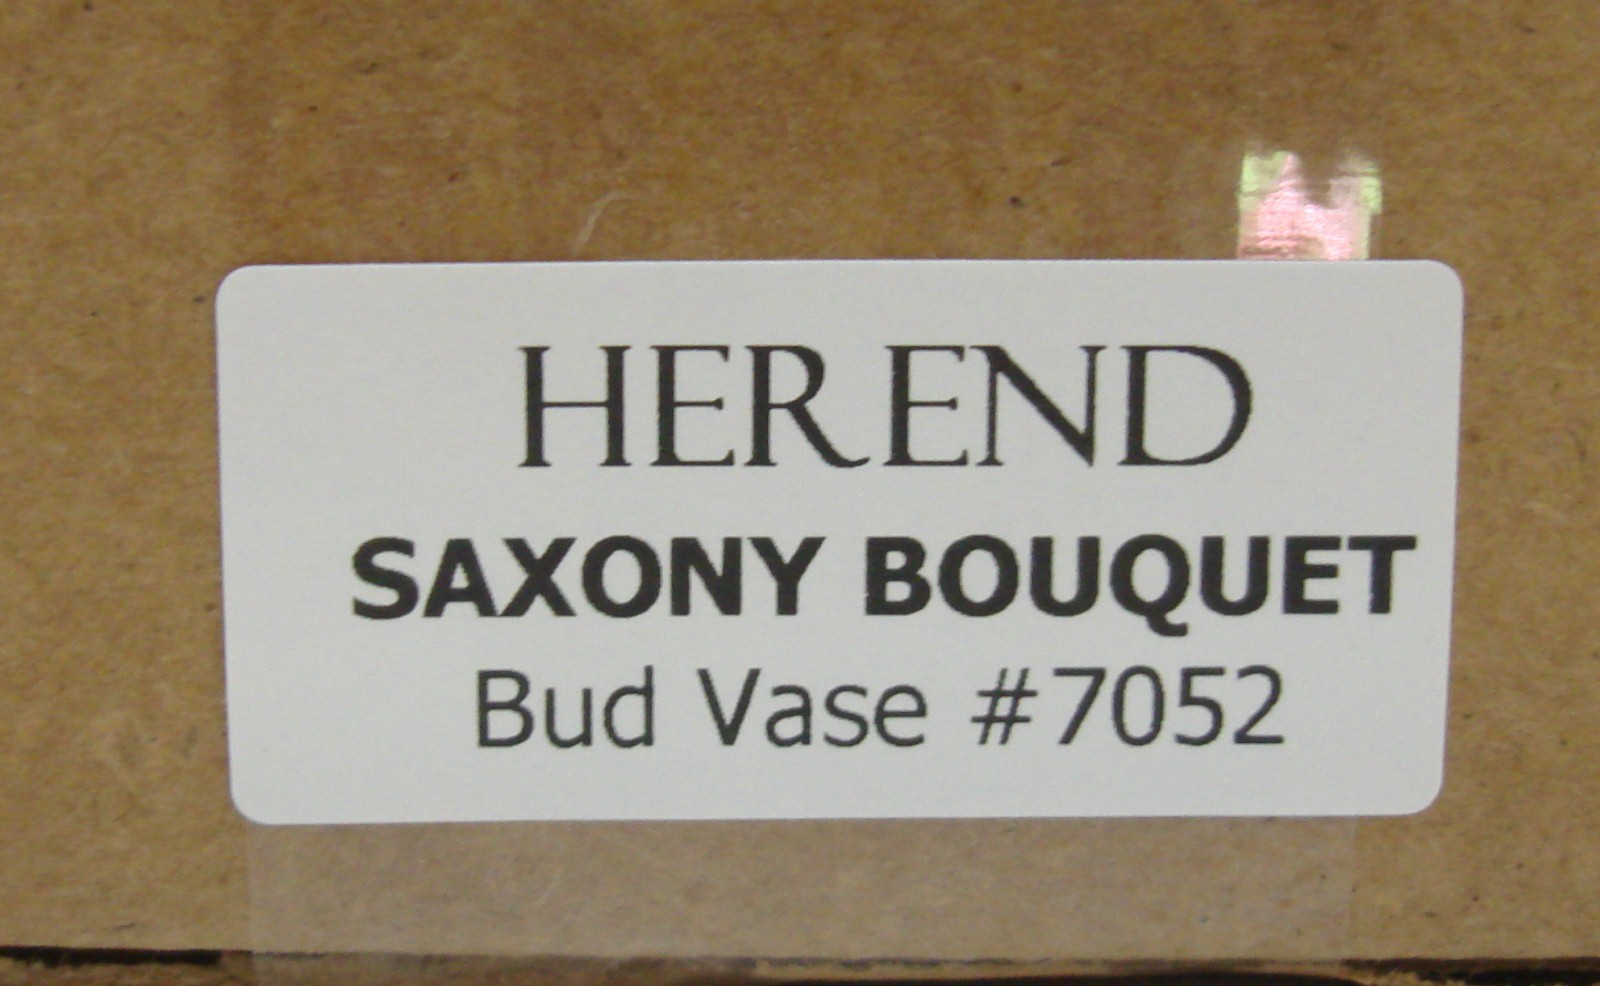 HEREND
SAXONY BOUQUET
Bud Vase #7052